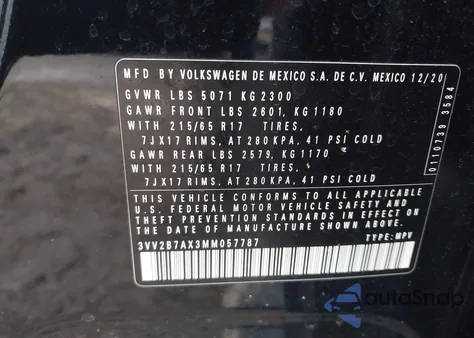 MFD BY VOLKSWAGEN DE MEXICO S.A. DE C.V. MEXICO 12/20
GVWR LBS 5071 KG 2300
GAWR FRONT LBS 2601, KG 1180
WITH 215/65 R17 TIRES,
7JX17 RIMS, AT 280 KPA, 41 PSI COLD
GAWR REAR LBS 2579, KG 1170
WITH 215/65 R17 TIRES,
7JX17 RIMS, AT 280 KPA, 41 PSI COLD
THIS VEHICLE CONFORMS TO ALL APPLICABLE
U.S. FEDERAL MOTOR VEHICLE SAFETY AND
THEFT PREVENTION STANDARDS IN EFFECT ON
THE DATE OF MANUFACTURE SHOWN ABOVE.
3VV2B7AX3MM057787 TYPE: MPV
0110739 3584
autoSnap